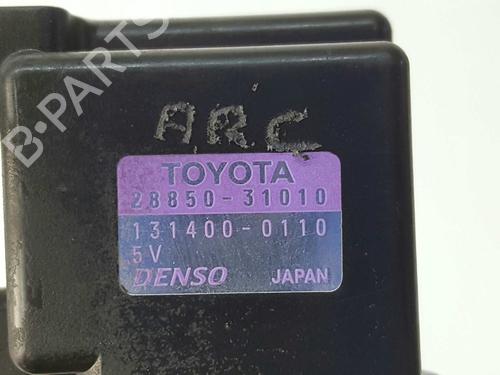 B-PARTS
ARC
TOYOTA
28850-31010
131400-0110
5V
DENSO JAPAN